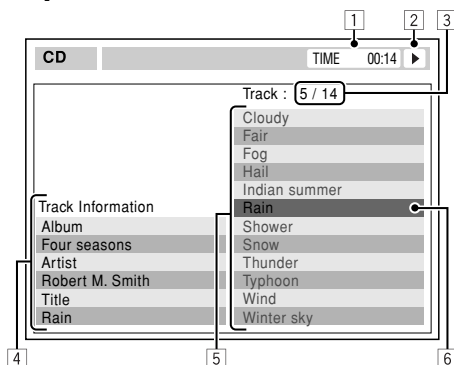 1 2 3
CD
TIME 00:14
Track : 5 / 14
Cloudy
Fair
Fog
Hail
Indian summer
Rain
Shower
Snow
Thunder
Typhoon
Wind
Winter sky
Track Information
Album
Four seasons
Artist
Robert M. Smith
Title
Rain
4 5 6